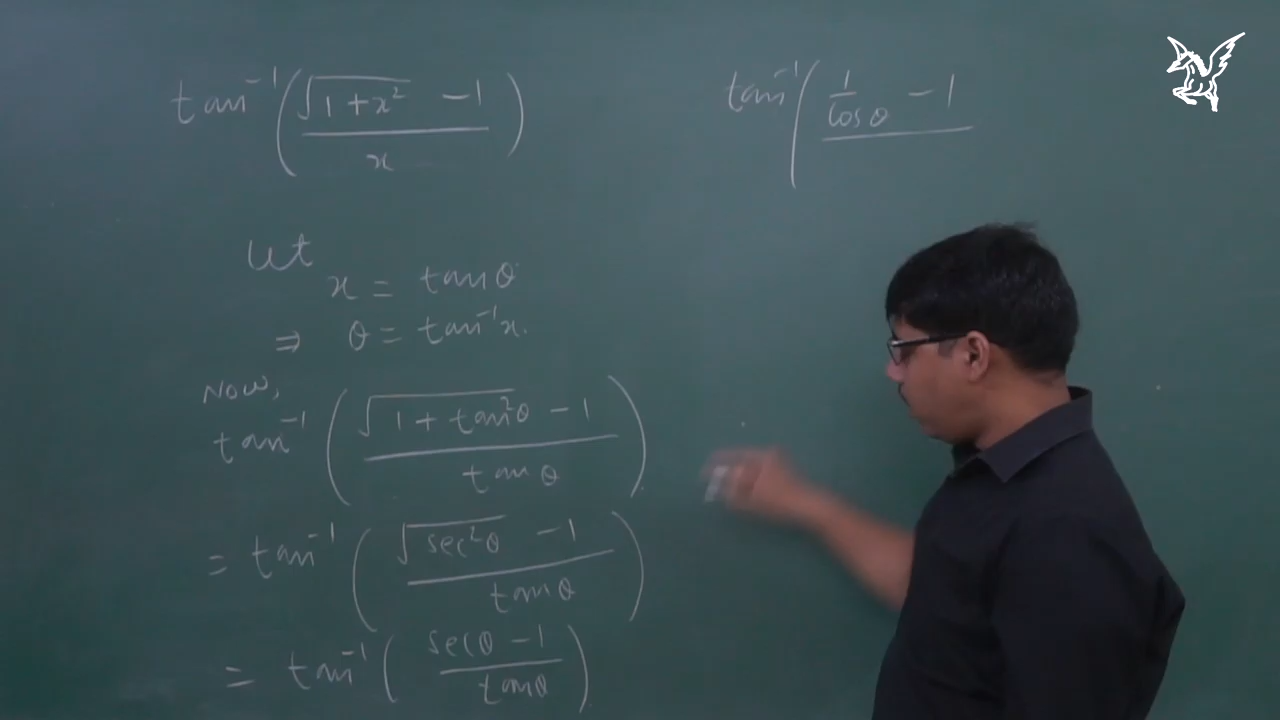 tan⁻¹((√(1+x²) −1)/x)
Let
x = tanθ
⇒ θ = tan⁻¹x.
Now,
tan⁻¹((√(1+tan²θ) −1)/tanθ)
= tan⁻¹((√(sec²θ) −1)/tanθ)
= tan⁻¹((secθ −1)/tanθ)
tan⁻¹((1/cosθ −1)/